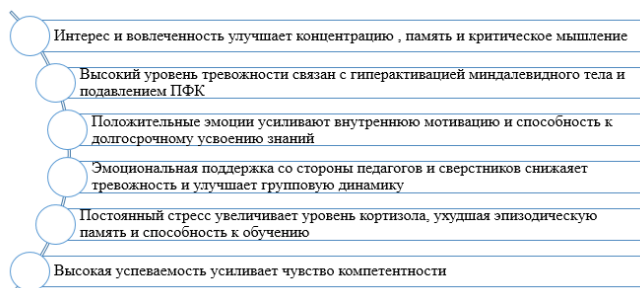 Интерес и вовлеченность улучшает концентрацию , память и критическое мышление
Высокий уровень тревожности связан с гиперактивацией миндалевидного тела и
подавлением ПФК
Положительные эмоции усиливают внутреннюю мотивацию и способность к
долгосрочному усвоению знаний
Эмоциональная поддержка со стороны педагогов и сверстников снижаяет
тревожность и улучшает групповую динамику
Постоянный стресс увеличивает уровень кортизола, ухудшая эпизодическую
память и способность к обучению
Высокая успеваемость усиливает чувство компетентности